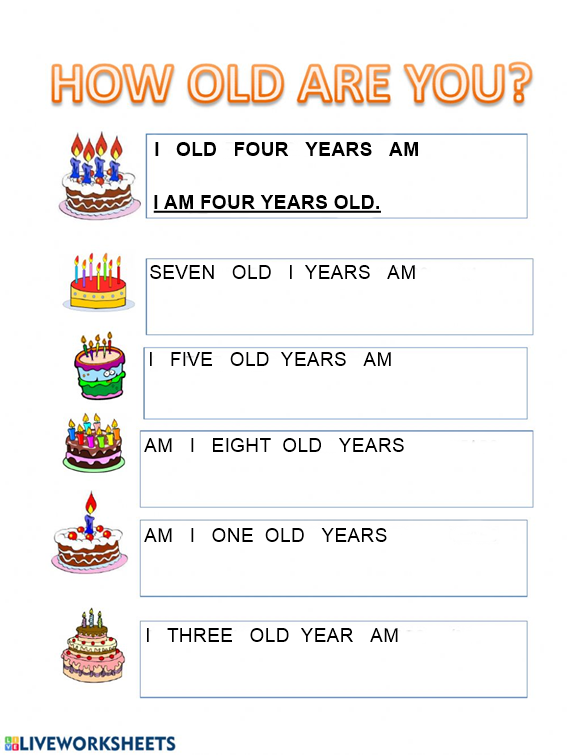 HOW OLD ARE YOU?
I OLD FOUR YEARS AM
I AM FOUR YEARS OLD.
SEVEN OLD I YEARS AM
I FIVE OLD YEARS AM
AM I EIGHT OLD YEARS
AM I ONE OLD YEARS
I THREE OLD YEAR AM
LIVEWORKSHEETS